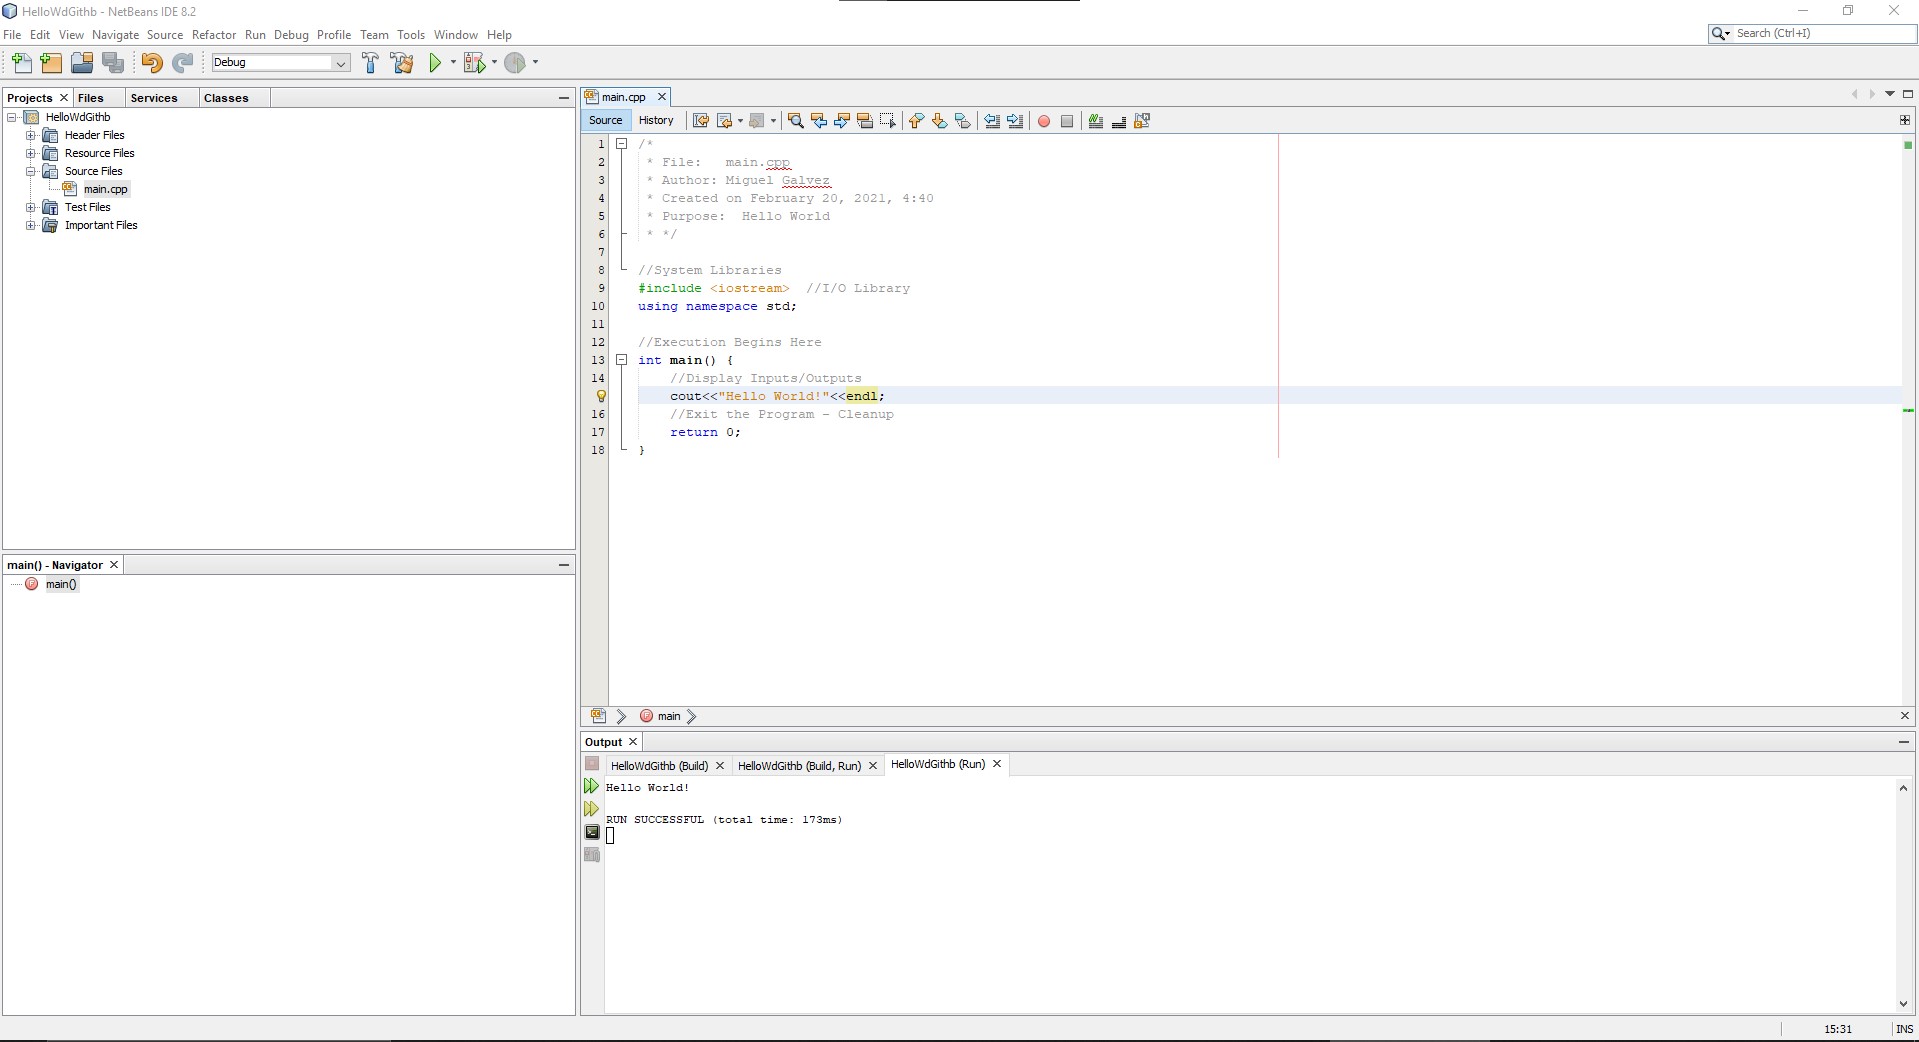 HelloWdGithb - NetBeans IDE 8.2
File Edit View Navigate Source Refactor Run Debug Profile Team Tools Window Help
Search (Ctrl+I)
Debug
Projects Files Services Classes
HelloWdGithb
Header Files
Resource Files
Source Files
main.cpp
Test Files
Important Files
main() - Navigator
main()
main.cpp
Source History
1 /*
2  * File:   main.cpp
3  * Author: Miguel Galvez
4  * Created on February 20, 2021, 4:40
5  * Purpose:  Hello World
6  * */
7
8 //System Libraries
9 #include <iostream>  //I/O Library
10 using namespace std;
11
12 //Execution Begins Here
13 int main() {
14     //Display Inputs/Outputs
    cout<<"Hello World!"<<endl;
16     //Exit the Program - Cleanup
17     return 0;
18 }
main
Output
HelloWdGithb (Build) HelloWdGithb (Build, Run) HelloWdGithb (Run)
Hello World!
RUN SUCCESSFUL (total time: 173ms)
15:31 INS